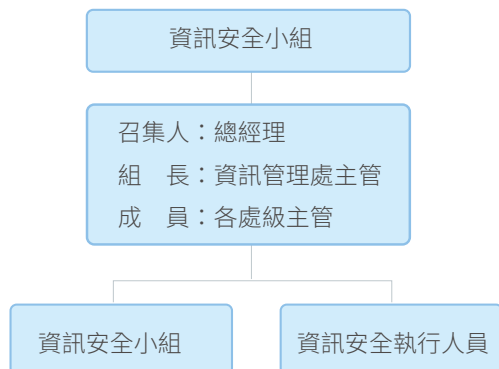 資訊安全小組
召集人：總經理
組　長：資訊管理處主管
成　員：各處級主管
資訊安全小組
資訊安全執行人員